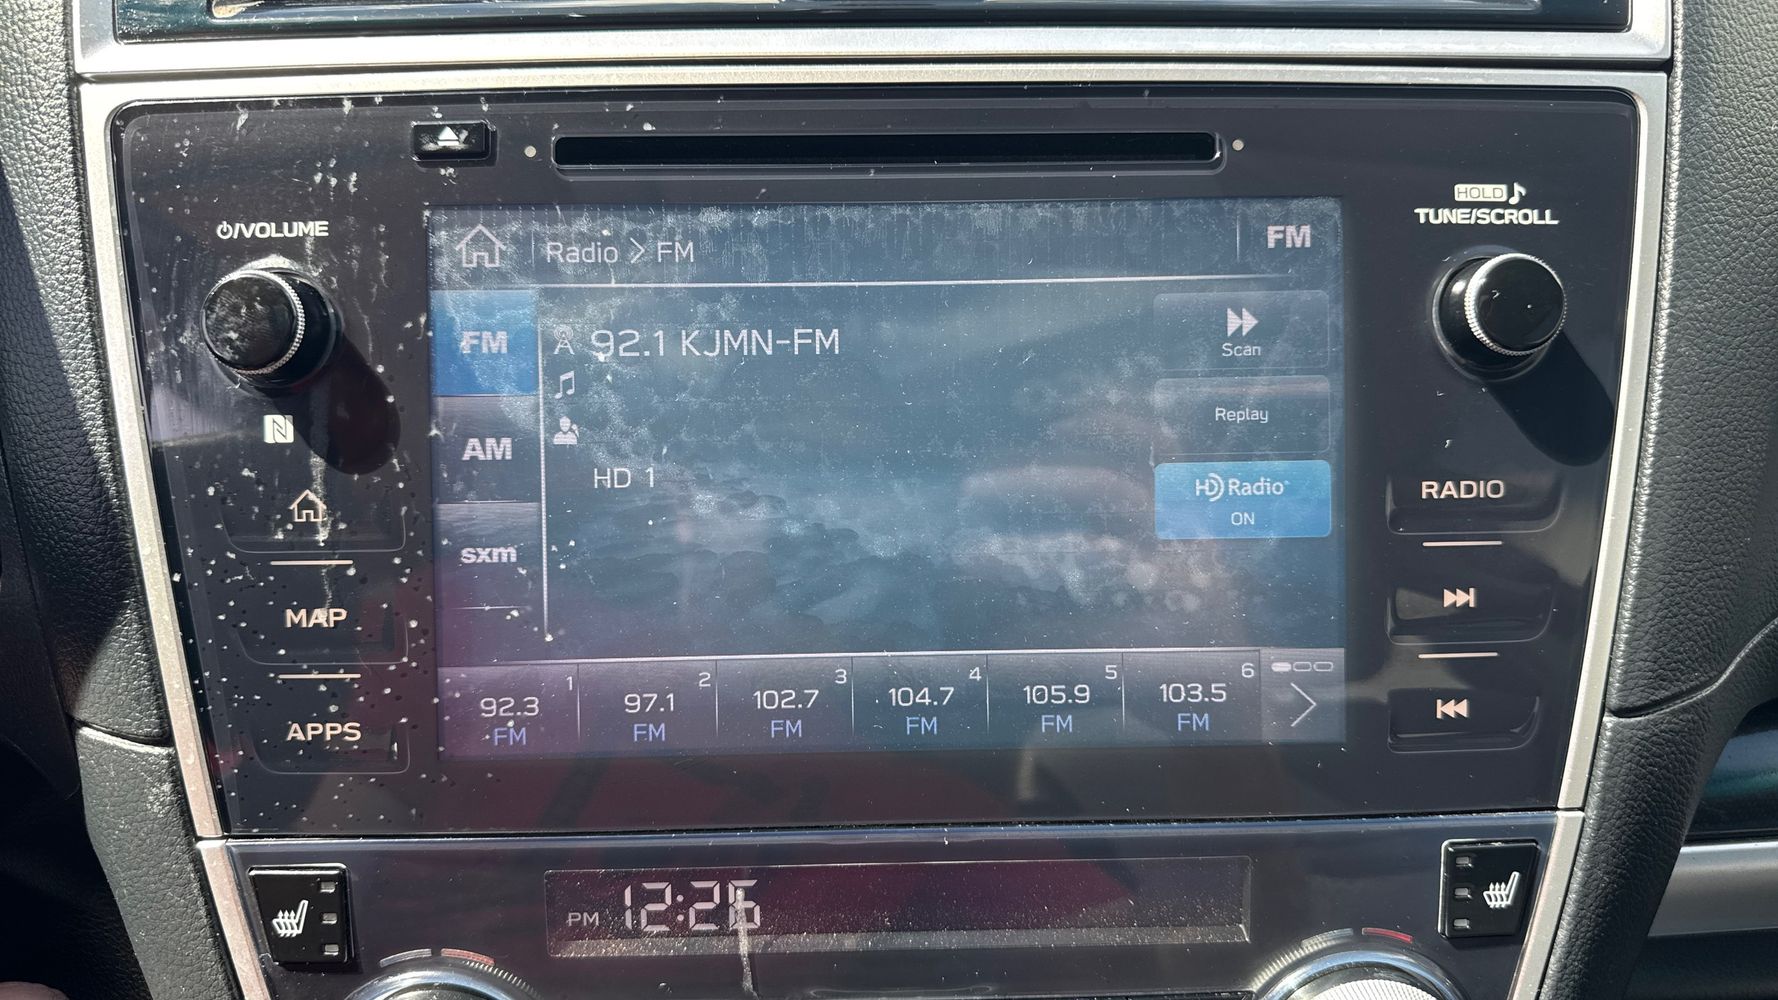 ⏻/VOLUME
HOLD ♪
TUNE/SCROLL
Radio > FM
FM
FM
92.1 KJMN-FM
Scan
AM
Replay
HD 1
HD Radio
ON
sxm
RADIO
MAP
APPS
1 2 3 4 5 6
92.3 97.1 102.7 104.7 105.9 103.5
FM FM FM FM FM FM
PM 12:26